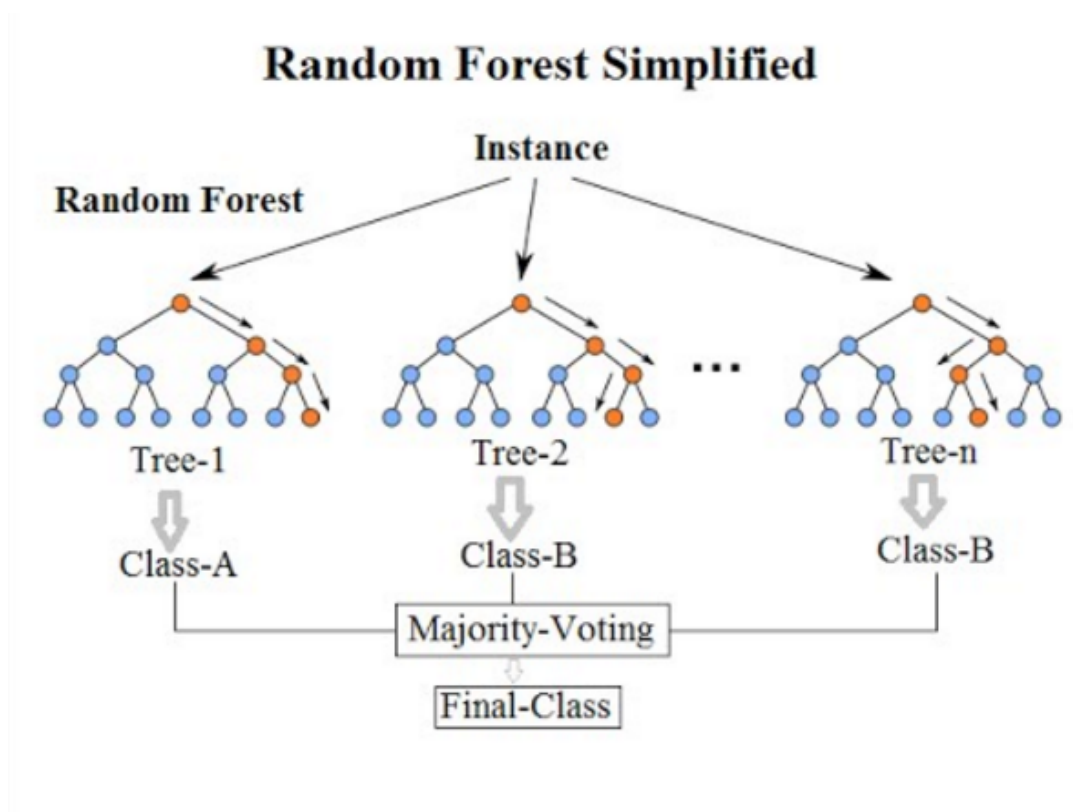 Random Forest Simplified
Instance
Random Forest
...
Tree-1
Tree-2
Tree-n
Class-A
Class-B
Class-B
Majority-Voting
Final-Class